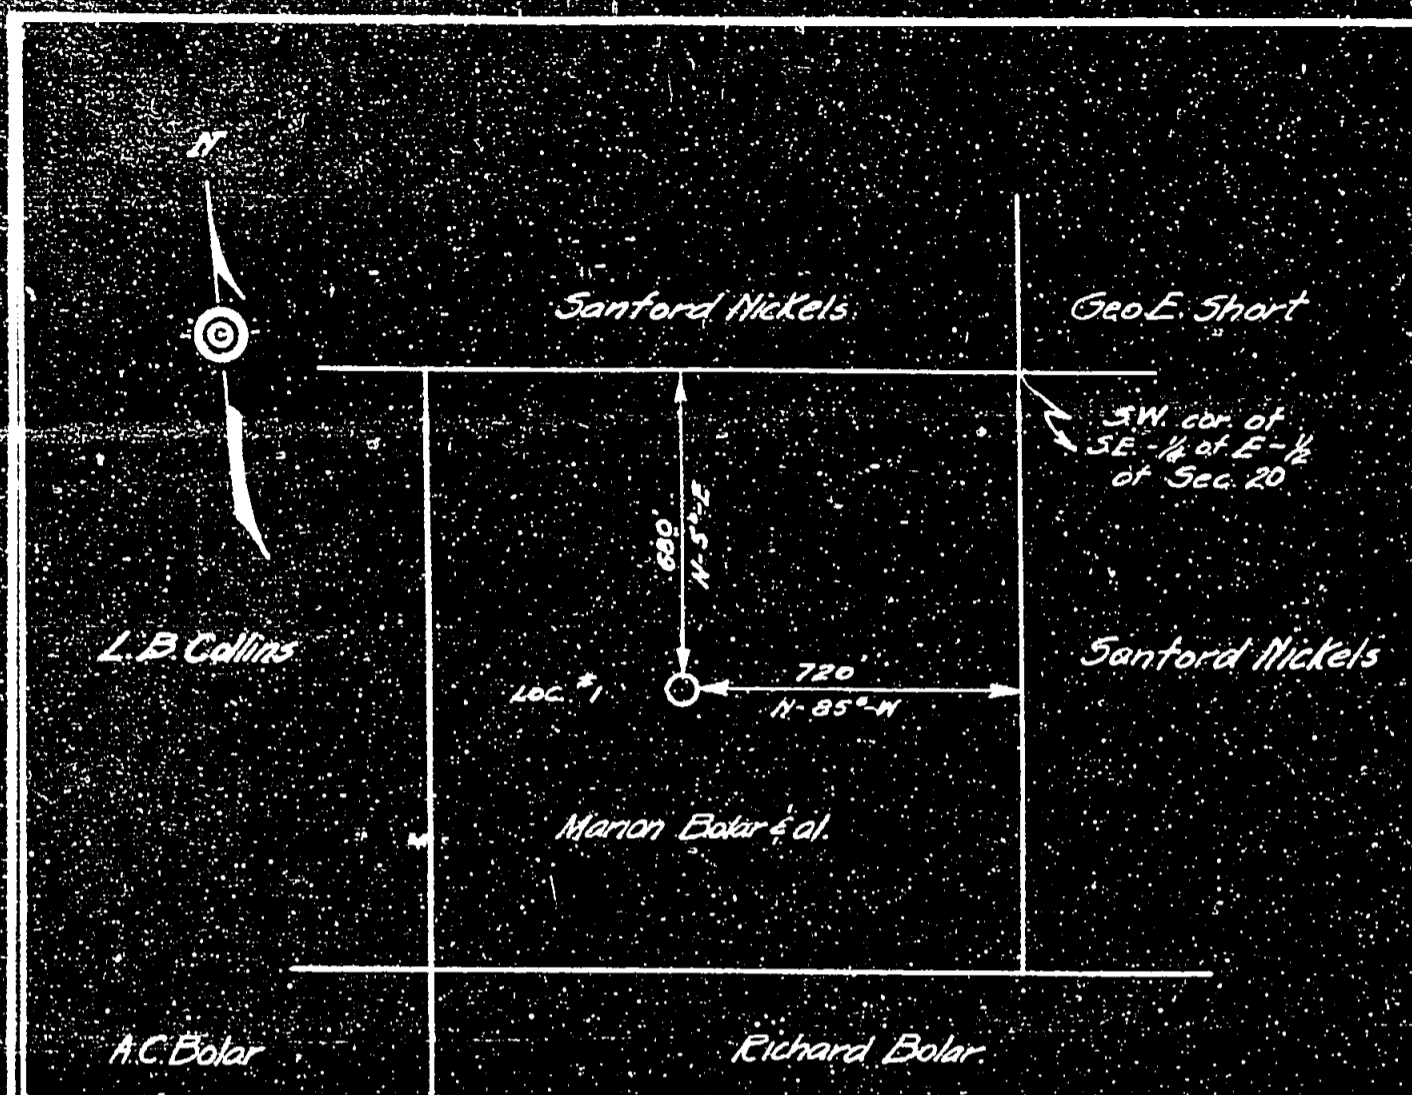 N
Sanford Nickels.
Geo E. Short
S.W. cor. of
S.E.-¼ of E-½
of Sec. 20
680'
N-5°-E
L.B. Collins
Sanford Nickels
LOC. #1
720'
N-85°-W
Marion Bolar & al.
A.C. Bolar
Richard Bolar.